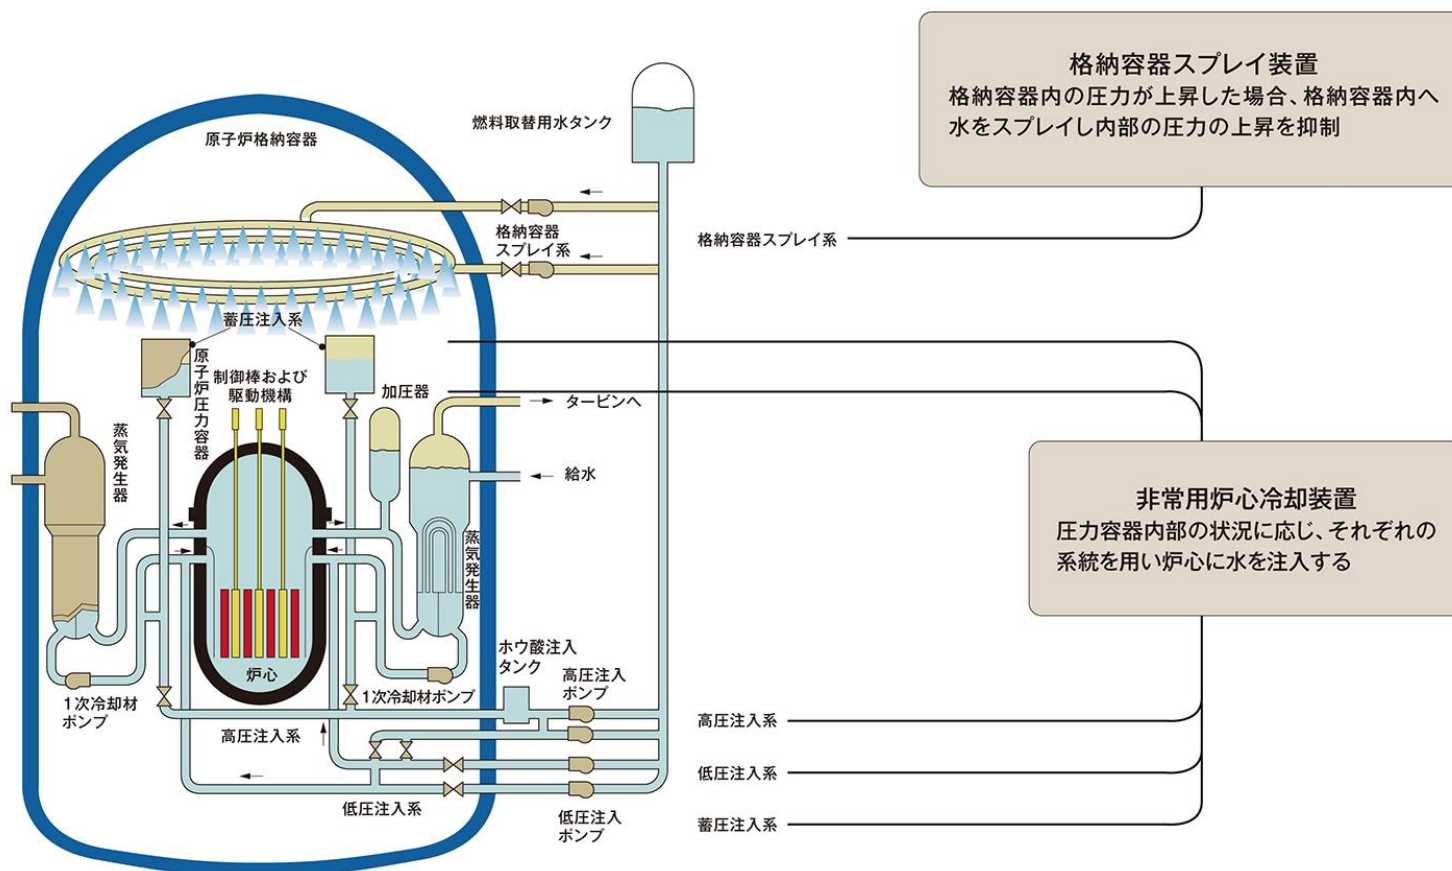 格納容器スプレイ装置
格納容器内の圧力が上昇した場合、格納容器内へ
水をスプレイし内部の圧力の上昇を抑制
燃料取替用水タンク
原子炉格納容器
格納容器
スプレイ系
格納容器スプレイ系
蓄圧注入系
原子炉圧力容器
制御棒および
駆動機構
加圧器
タービンへ
蒸気発生器
給水
非常用炉心冷却装置
圧力容器内部の状況に応じ、それぞれの
系統を用い炉心に水を注入する
蒸気発生器
炉心
ホウ酸注入
タンク
高圧注入
ポンプ
1次冷却材
ポンプ
1次冷却材ポンプ
高圧注入系
高圧注入系
低圧注入系
低圧注入系
低圧注入
ポンプ
蓄圧注入系